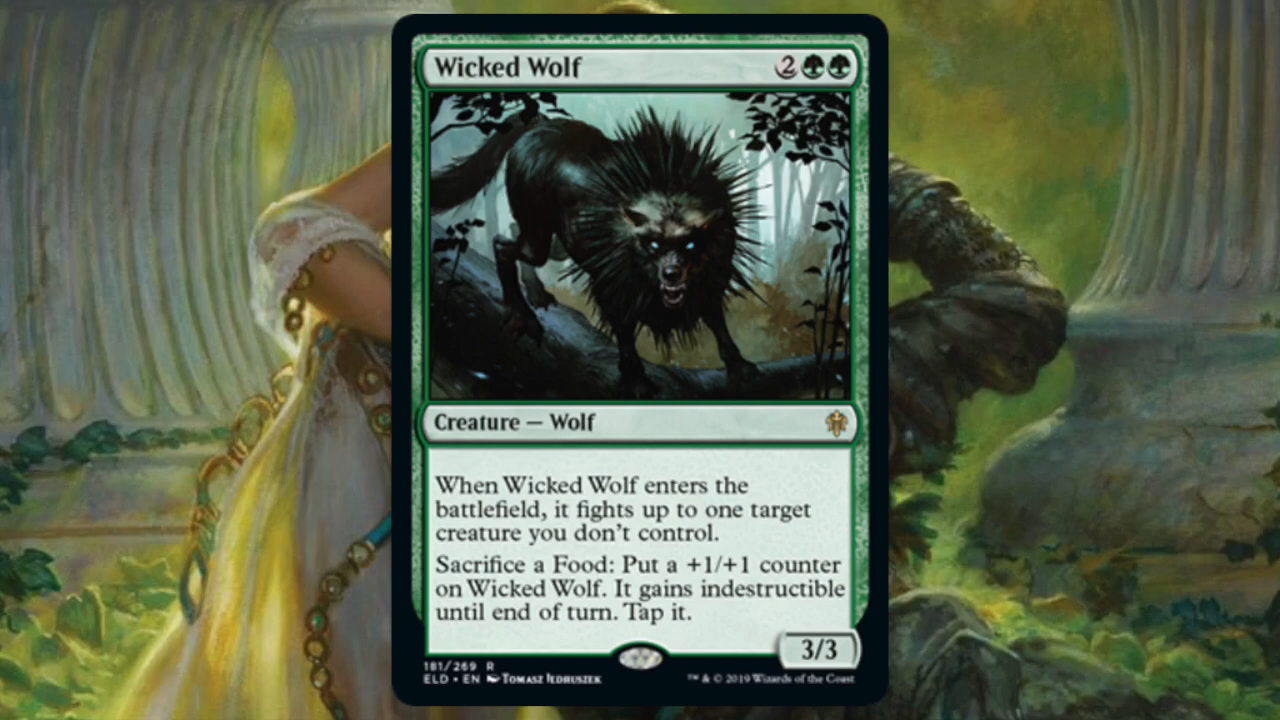 Wicked Wolf 2
Creature — Wolf
When Wicked Wolf enters the
battlefield, it fights up to one target
creature you don't control.
Sacrifice a Food: Put a +1/+1 counter
on Wicked Wolf. It gains indestructible
until end of turn. Tap it.
3/3
181/269 R
ELD • EN Tomasz Jedruszek
™ & © 2019 Wizards of the Coast